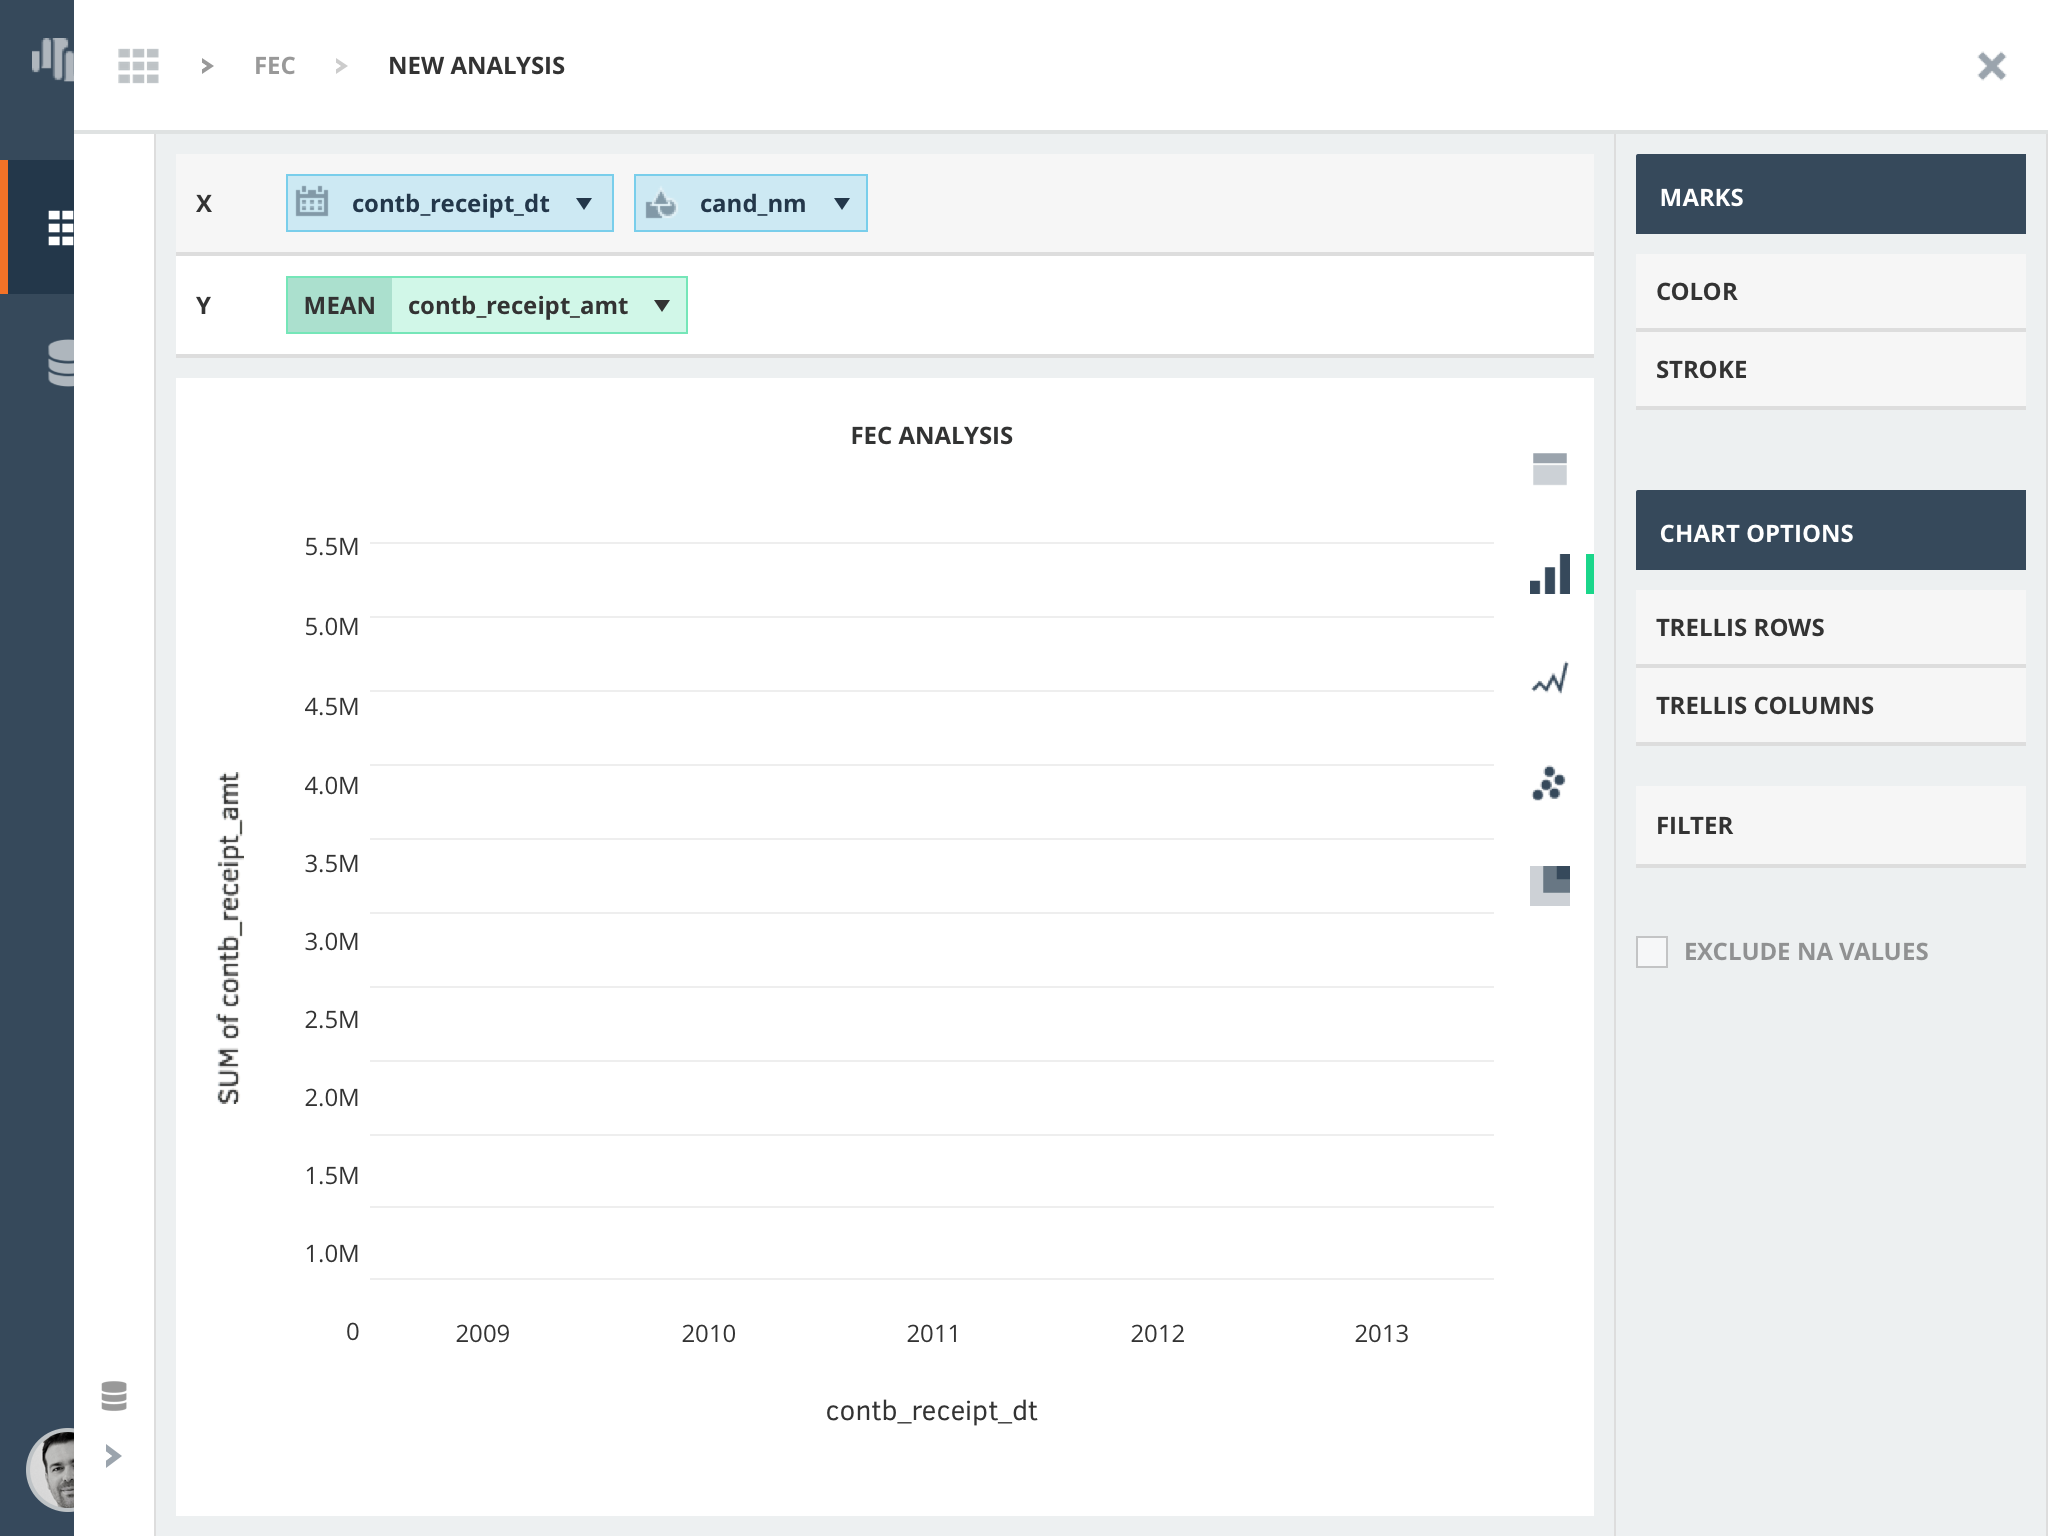 > FEC > NEW ANALYSIS
X contb_receipt_dt cand_nm
Y MEAN contb_receipt_amt
FEC ANALYSIS
SUM of contb_receipt_amt
5.5M
5.0M
4.5M
4.0M
3.5M
3.0M
2.5M
2.0M
1.5M
1.0M
0 2009 2010 2011 2012 2013
contb_receipt_dt
MARKS
COLOR
STROKE
CHART OPTIONS
TRELLIS ROWS
TRELLIS COLUMNS
FILTER
EXCLUDE NA VALUES